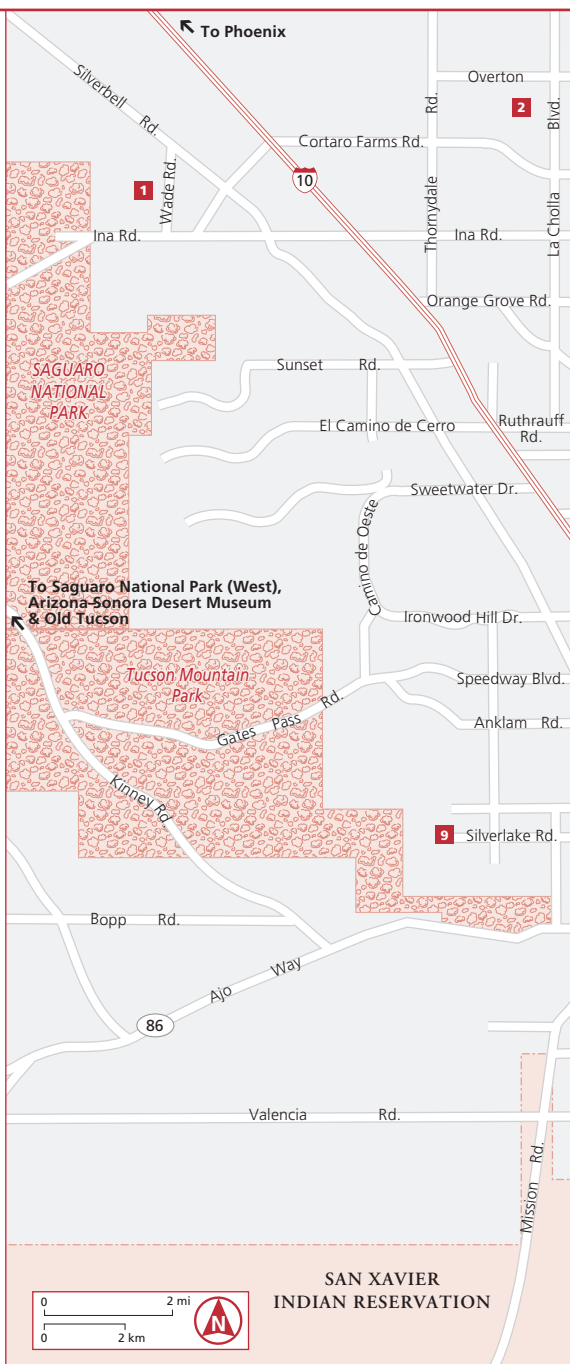 To Phoenix
Overton
2
Silverbell Rd.
Rd.
Blvd.
Cortaro Farms Rd.
10
1
Wade Rd.
Thornydale
La Cholla
Ina Rd.
Ina Rd.
Orange Grove Rd.
SAGUARO
NATIONAL
PARK
Sunset Rd.
El Camino de Cerro
Ruthrauff
Rd.
Sweetwater Dr.
Camino de Oeste
To Saguaro National Park (West),
Arizona-Sonora Desert Museum
& Old Tucson
Ironwood Hill Dr.
Tucson Mountain
Park
Speedway Blvd.
Gates Pass Rd.
Anklam Rd.
Kinney Rd.
9
Silverlake Rd.
Bopp Rd.
Ajo Way
86
Valencia Rd.
Mission Rd.
SAN XAVIER
INDIAN RESERVATION
0 2 mi
0 2 km
N